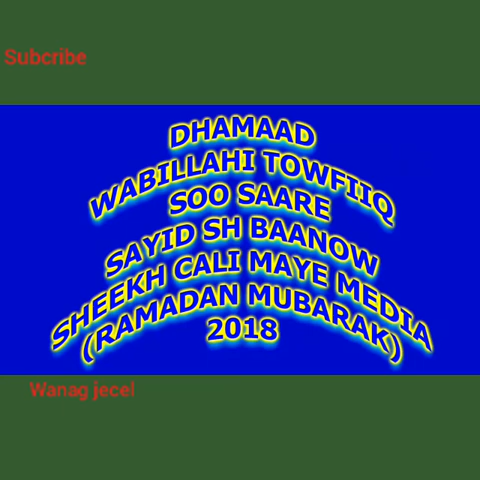 Subcribe
DHAMAAD
WABILLAHI TOWFIIQ
SOO SAARE
SAYID SH BAANOW
SHEEKH CALI MAYE MEDIA
(RAMADAN MUBARAK)
2018
Wanag jecel